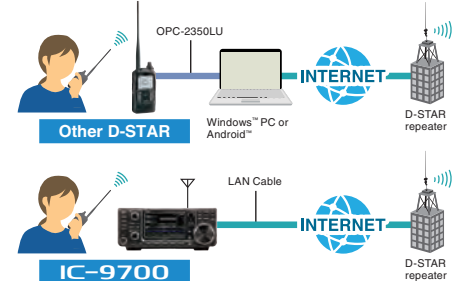 OPC-2350LU
INTERNET
Other D-STAR
Windows™ PC or
Android™
D-STAR
repeater
LAN Cable
INTERNET
IC-9700
D-STAR
repeater